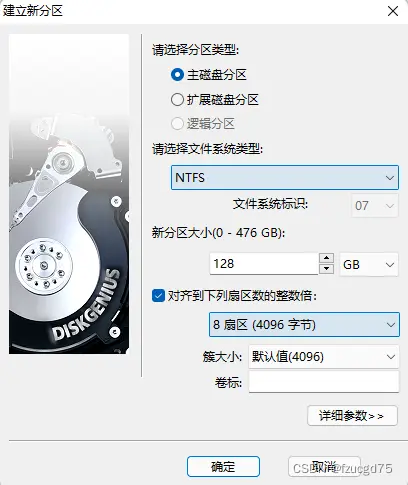 建立新分区
请选择分区类型:
主磁盘分区
扩展磁盘分区
逻辑分区
请选择文件系统类型:
NTFS
文件系统标识: 07
新分区大小(0 - 476 GB):
128 GB
对齐到下列扇区数的整数倍:
8 扇区 (4096 字节)
簇大小: 默认值(4096)
卷标:
DISKGENIUS
详细参数>>
确定 取消
CSDN @fzucgd75